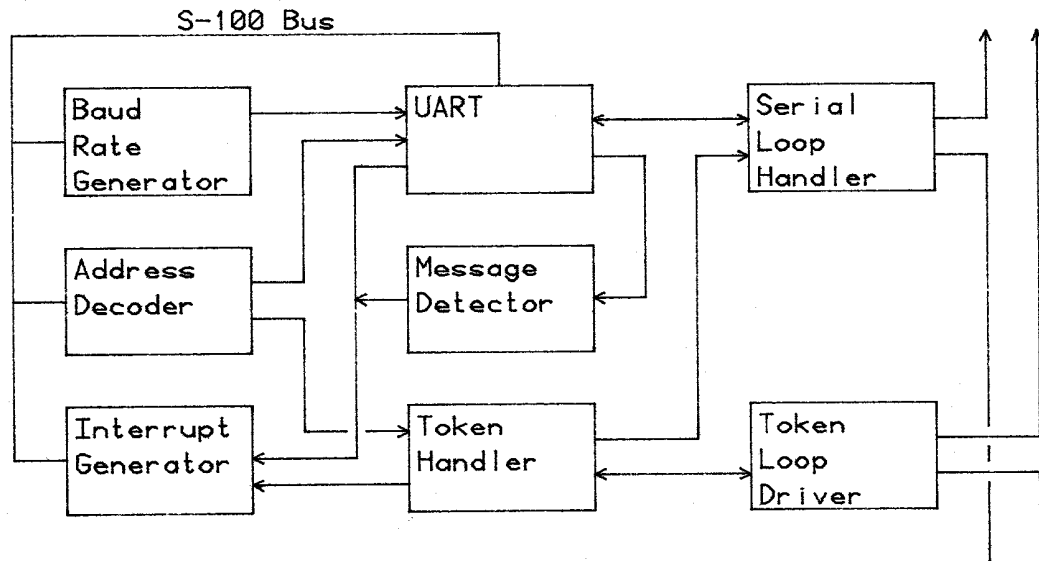 S-100 Bus
Baud
Rate
Generator
UART
Serial
Loop
Handler
Address
Decoder
Message
Detector
Interrupt
Generator
Token
Handler
Token
Loop
Driver